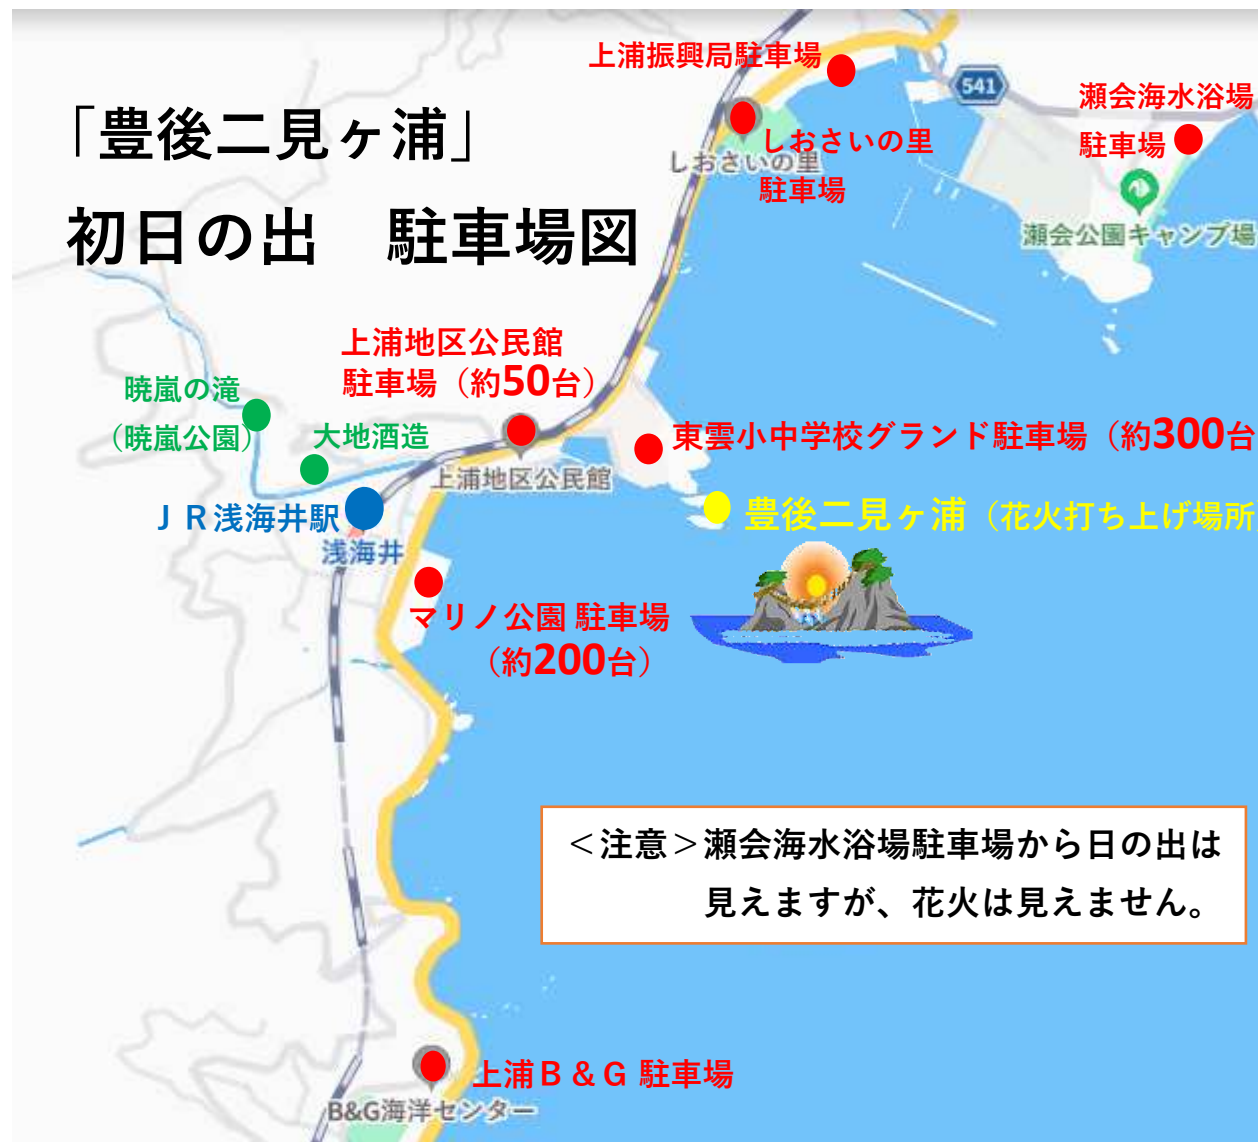 「豊後二見ヶ浦」
初日の出　駐車場図
上浦振興局駐車場
541
瀬会海水浴場
駐車場
しおさいの里
駐車場
しおさいの里
瀬会公園キャンプ場
上浦地区公民館
駐車場（約50台）
暁嵐の滝
（暁嵐公園）
大地酒造
東雲小中学校グランド駐車場（約300台
上浦地区公民館
ＪＲ浅海井駅
浅海井
豊後二見ヶ浦（花火打ち上げ場所
マリノ公園 駐車場
（約200台）
＜注意＞瀬会海水浴場駐車場から日の出は
見えますが、花火は見えません。
上浦Ｂ＆Ｇ 駐車場
B&G海洋センター